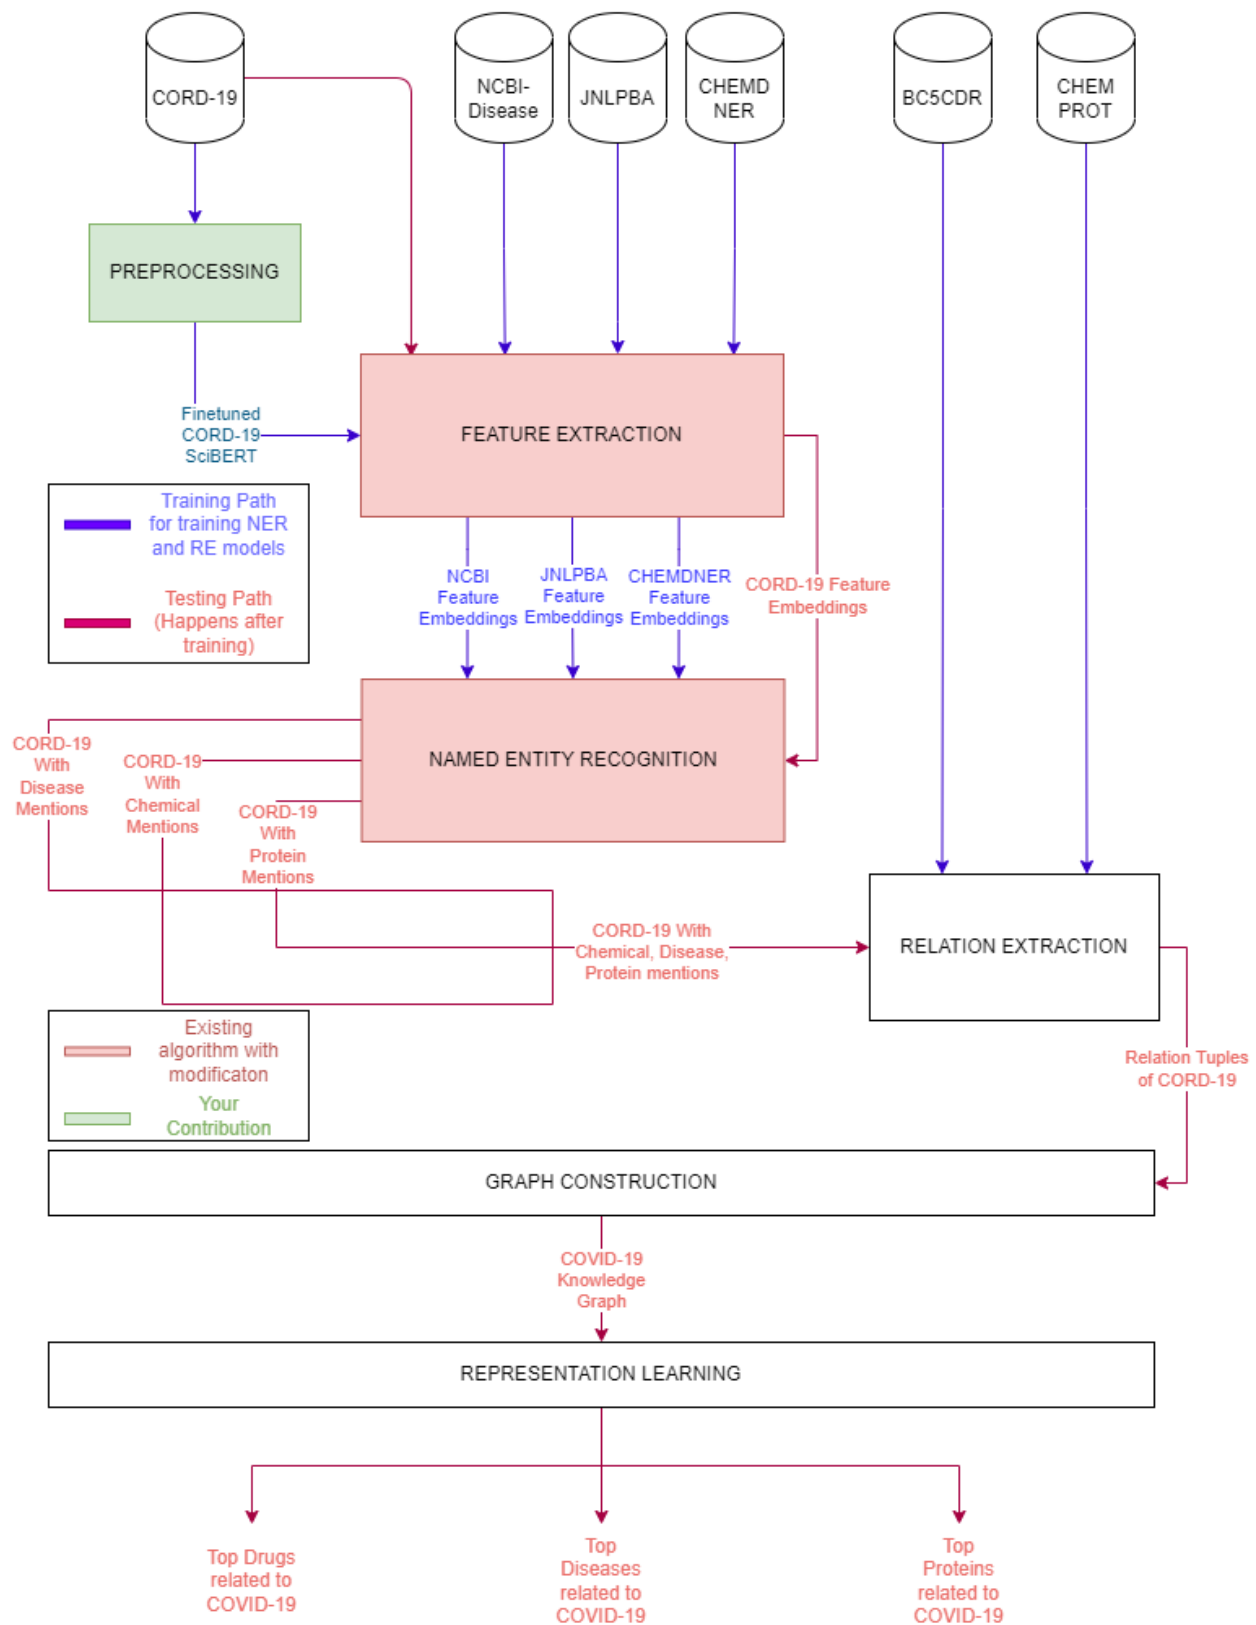 CORD-19
NCBI-
Disease
JNLPBA
CHEMD
NER
BC5CDR
CHEM
PROT
PREPROCESSING
Finetuned
CORD-19
SciBERT
FEATURE EXTRACTION
Training Path
for training NER
and RE models
Testing Path
(Happens after
training)
NCBI
Feature
Embeddings
JNLPBA
Feature
Embeddings
CHEMDNER
Feature
Embeddings
CORD-19 Feature
Embeddings
NAMED ENTITY RECOGNITION
CORD-19
With
Disease
Mentions
CORD-19
With
Chemical
Mentions
CORD-19
With
Protein
Mentions
CORD-19 With
Chemical, Disease,
Protein mentions
RELATION EXTRACTION
Existing
algorithm with
modificaton
Your
Contribution
Relation Tuples
of CORD-19
GRAPH CONSTRUCTION
COVID-19
Knowledge
Graph
REPRESENTATION LEARNING
Top Drugs
related to
COVID-19
Top
Diseases
related to
COVID-19
Top
Proteins
related to
COVID-19